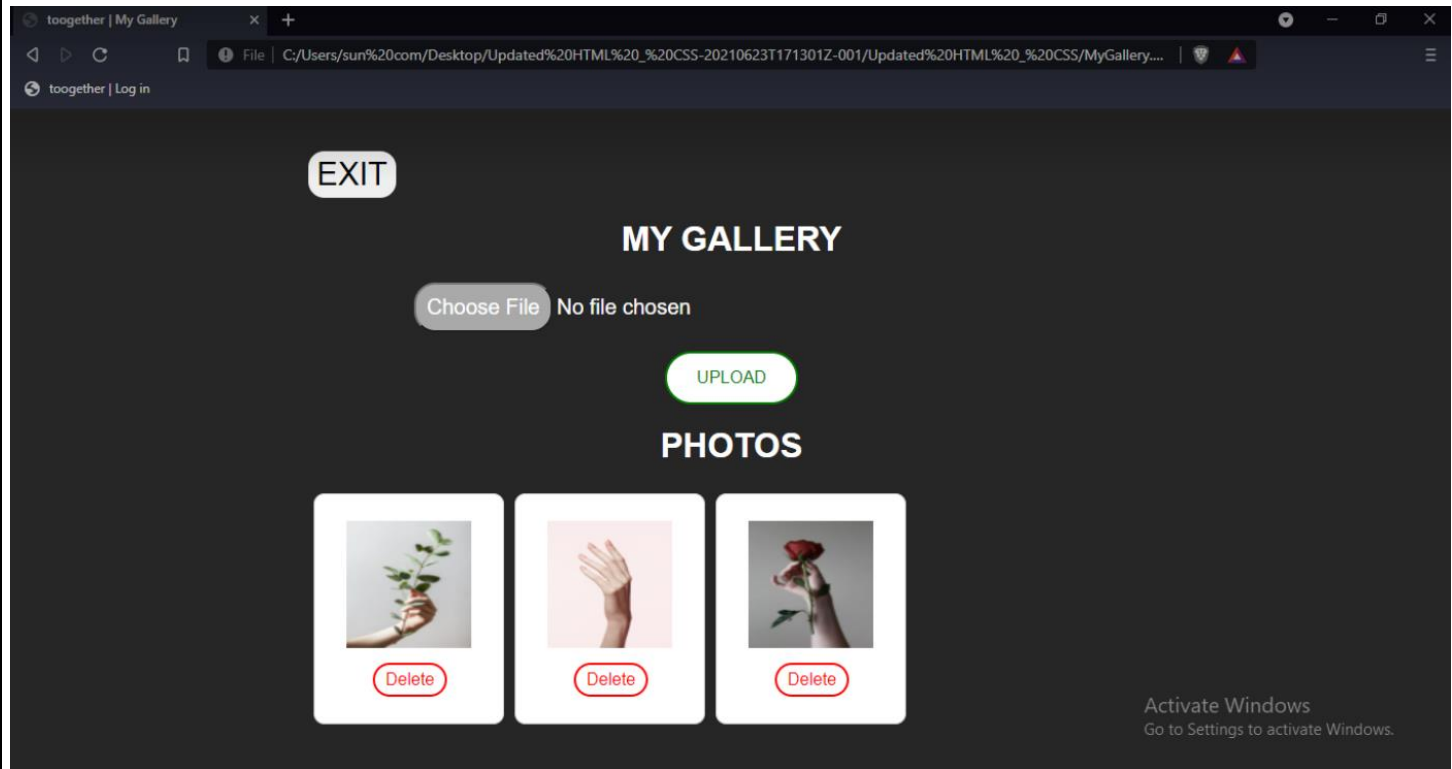 toogether | My Gallery
File | C:/Users/sun%20com/Desktop/Updated%20HTML%20_%20CSS-20210623T171301Z-001/Updated%20HTML%20_%20CSS/MyGallery....
toogether | Log in
EXIT
MY GALLERY
Choose File No file chosen
UPLOAD
PHOTOS
Delete Delete Delete
Activate Windows
Go to Settings to activate Windows.